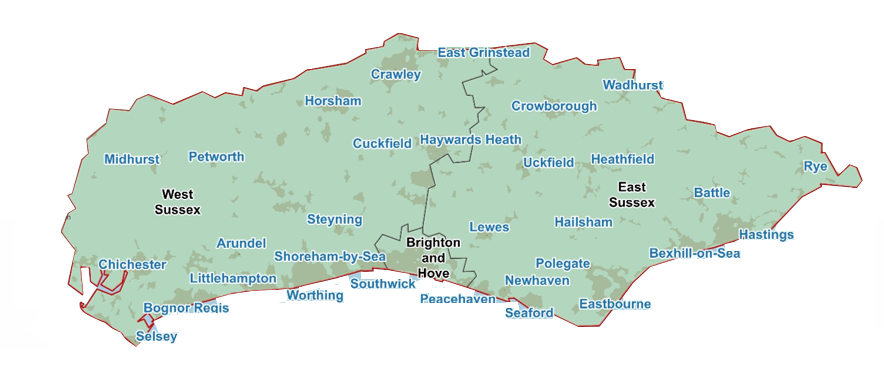 East Grinstead
Crawley
Wadhurst
Horsham
Crowborough
Cuckfield
Haywards Heath
Midhurst
Petworth
Uckfield
Heathfield
Rye
West
Sussex
East
Sussex
Battle
Steyning
Lewes
Hailsham
Hastings
Arundel
Brighton
and
Hove
Shoreham-by-Sea
Bexhill-on-Sea
Chichester
Polegate
Littlehampton
Southwick
Newhaven
Worthing
Peacehaven
Bognor Regis
Eastbourne
Seaford
Selsey